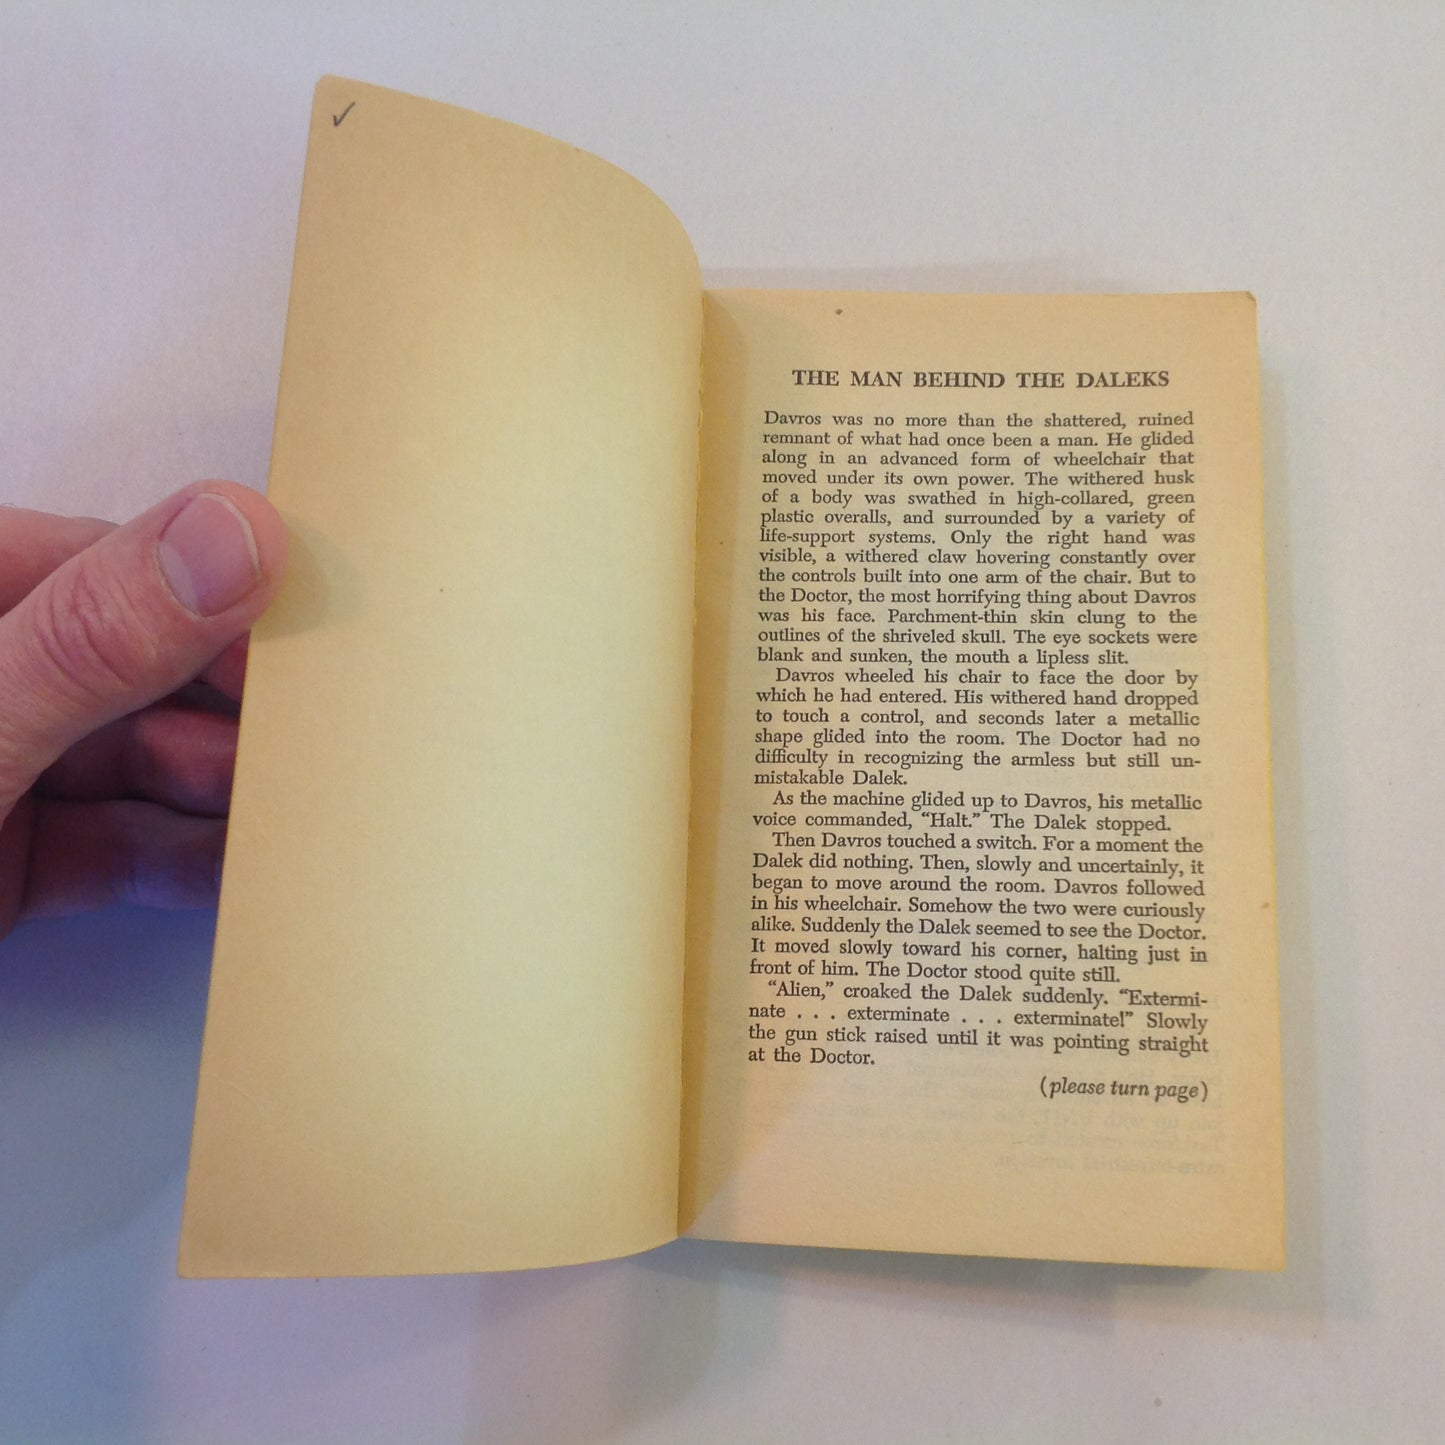 THE MAN BEHIND THE DALEKS
Davros was no more than the shattered, ruined
remnant of what had once been a man. He glided
along in an advanced form of wheelchair that
moved under its own power. The withered husk
of a body was swathed in high-collared, green
plastic overalls, and surrounded by a variety of
life-support systems. Only the right hand was
visible, a withered claw hovering constantly over
the controls built into one arm of the chair. But to
the Doctor, the most horrifying thing about Davros
was his face. Parchment-thin skin clung to the
outlines of the shriveled skull. The eye sockets were
blank and sunken, the mouth a lipless slit.
Davros wheeled his chair to face the door by
which he had entered. His withered hand dropped
to touch a control, and seconds later a metallic
shape glided into the room. The Doctor had no
difficulty in recognizing the armless but still un-
mistakable Dalek.
As the machine glided up to Davros, his metallic
voice commanded, “Halt.” The Dalek stopped.
Then Davros touched a switch. For a moment the
Dalek did nothing. Then, slowly and uncertainly, it
began to move around the room. Davros followed
in his wheelchair. Somehow the two were curiously
alike. Suddenly the Dalek seemed to see the Doctor.
It moved slowly toward his corner, halting just in
front of him. The Doctor stood quite still.
“Alien,” croaked the Dalek suddenly. “Extermi-
nate . . . exterminate . . . exterminate!” Slowly
the gun stick raised until it was pointing straight
at the Doctor.
(please turn page)